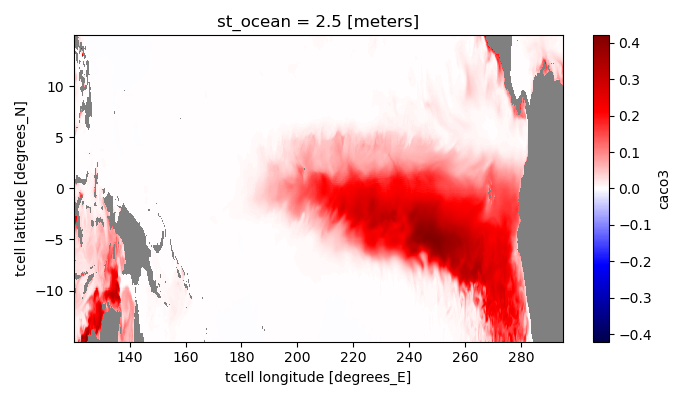 st_ocean = 2.5 [meters]
10
5
0
−5
−10
tcell latitude [degrees_N]
140 160 180 200 220 240 260 280
tcell longitude [degrees_E]
0.4
0.3
0.2
0.1
0.0
−0.1
−0.2
−0.3
−0.4
caco3